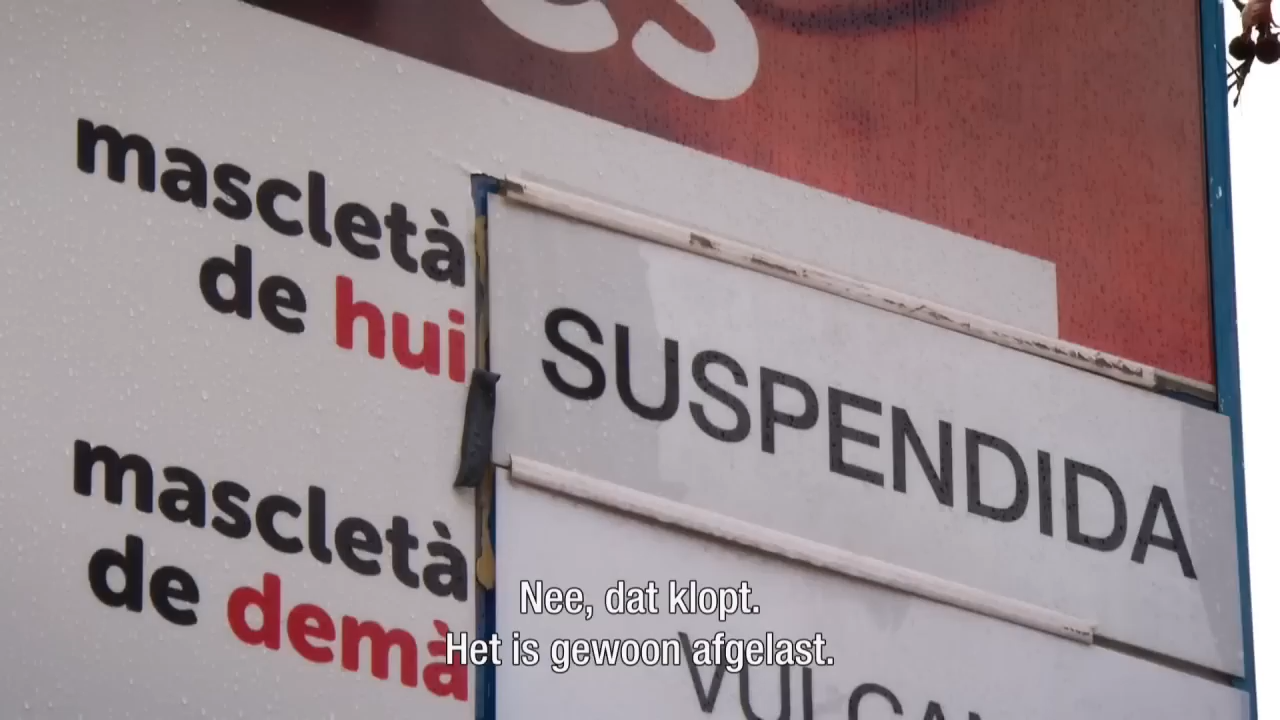 mascletà
de hui
SUSPENDIDA
mascletà
de demà
Nee, dat klopt.
Het is gewoon afgelast.